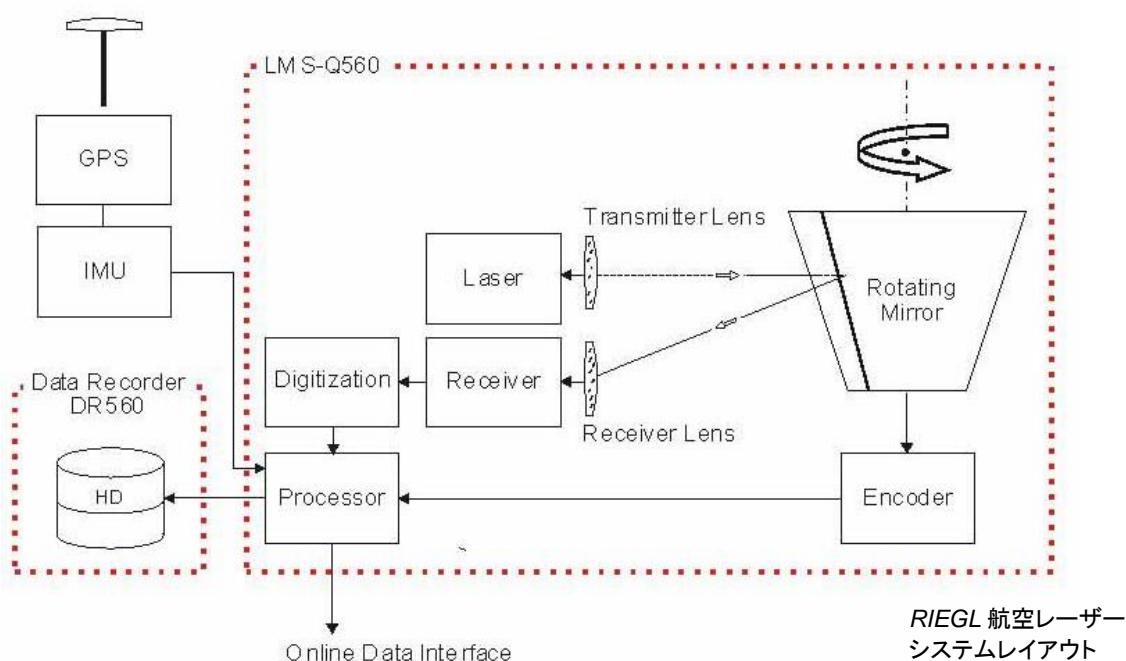 LMS-Q560
GPS
IMU
Transmitter Lens
Laser
Rotating
Mirror
Data Recorder
DR560
Digitization
Receiver
Receiver Lens
HD
Processor
Encoder
Online Data Interface
RIEGL 航空レーザー
システムレイアウト